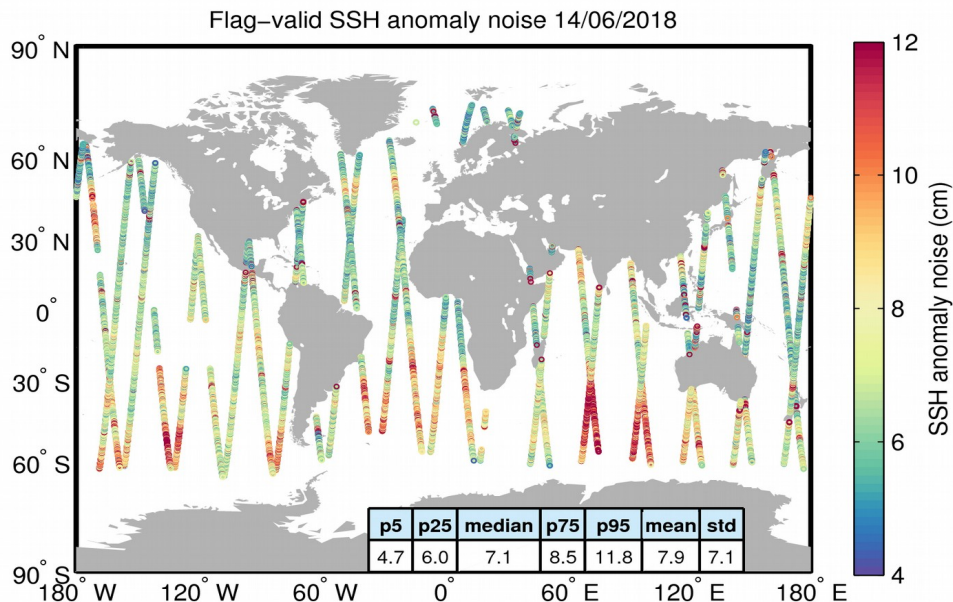 Flag−valid SSH anomaly noise 14/06/2018
90° N
60° N
30° N
0°
30° S
60° S
90° S
180° W
120° W
60° W
0°
60° E
120° E
180° E
p5 p25 median p75 p95 mean std
4.7 6.0 7.1 8.5 11.8 7.9 7.1
12
10
8
6
4
SSH anomaly noise (cm)